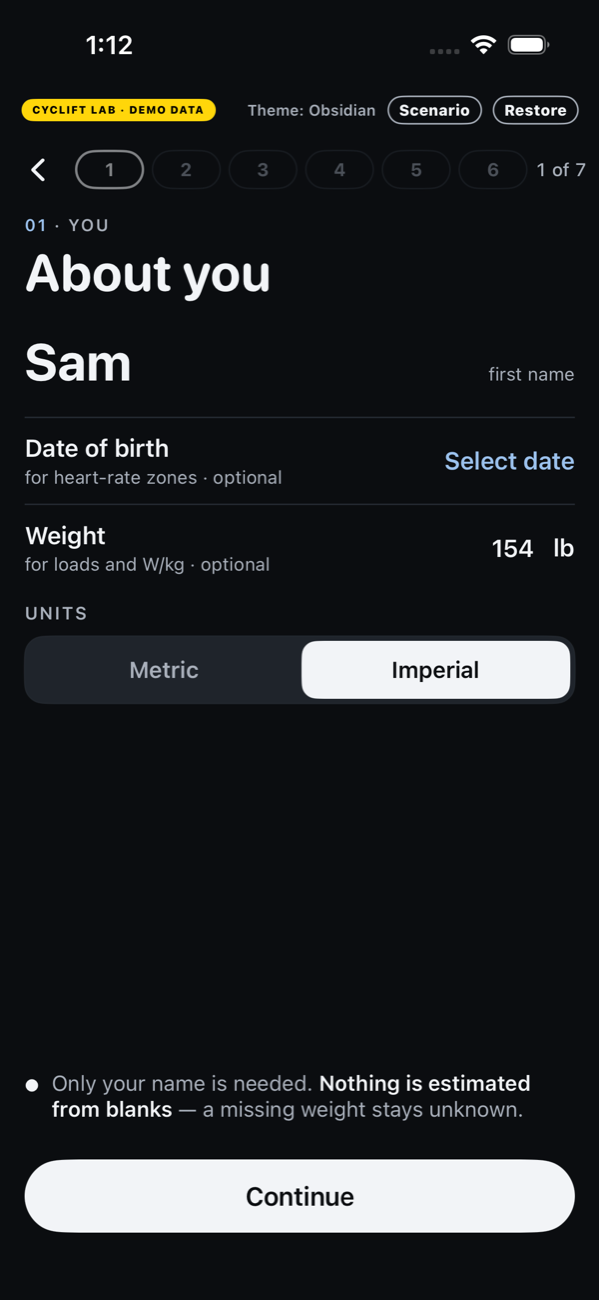 1:12
CYCLIFT LAB · DEMO DATA Theme: Obsidian Scenario Restore
1 2 3 4 5 6 1 of 7
01 · YOU
About you
Sam first name
Date of birth
for heart-rate zones · optional
Select date
Weight
for loads and W/kg · optional
154 lb
UNITS
Metric Imperial
Only your name is needed. Nothing is estimated
from blanks — a missing weight stays unknown.
Continue